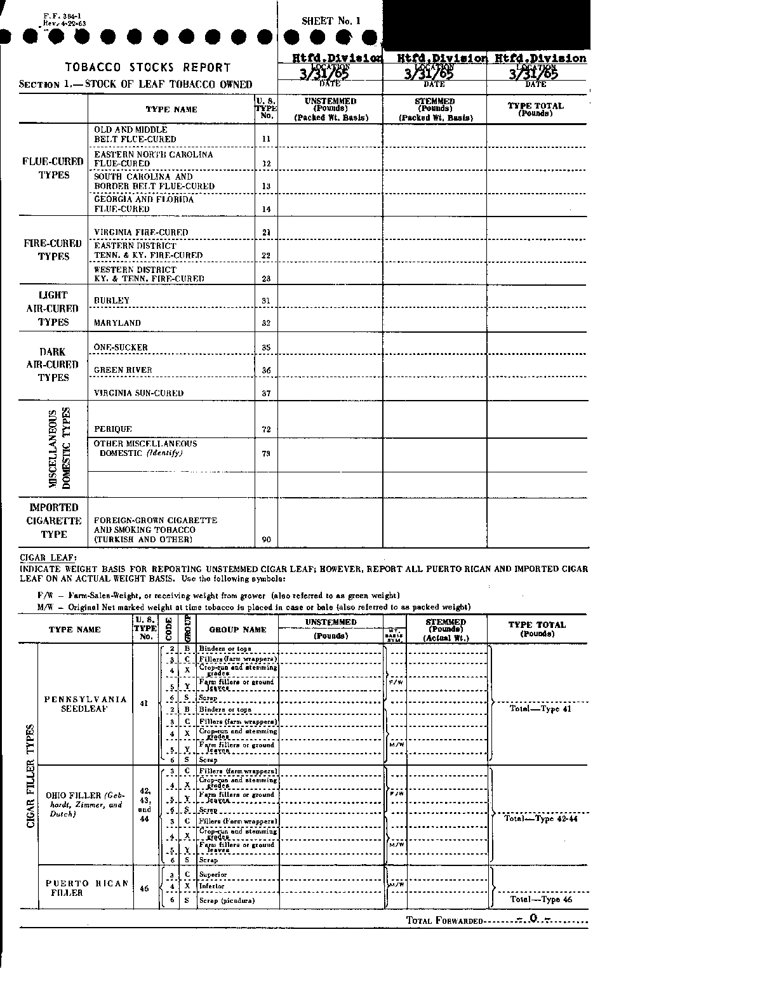 F.F. 384-1
Rev. 4-22-63
SHEET No. 1
TOBACCO STOCKS REPORT
SECTION 1.—STOCK OF LEAF TOBACCO OWNED
Htfd.Division Htfd.Division Htfd.Division
LOCATION LOCATION LOCATION
3/31/65 3/31/65 3/31/65
DATE DATE DATE
TYPE NAME
U. S. TYPE No.
UNSTEMMED (Pounds) (Packed Wt. Basis)
STEMMED (Pounds) (Packed Wt. Basis)
TYPE TOTAL (Pounds)
FLUE-CURED TYPES
OLD AND MIDDLE
BELT FLUE-CURED 11
EASTERN NORTH CAROLINA
FLUE-CURED 12
SOUTH CAROLINA AND
BORDER BELT FLUE-CURED 13
GEORGIA AND FLORIDA
FLUE-CURED 14
FIRE-CURED TYPES
VIRGINIA FIRE-CURED 21
EASTERN DISTRICT
TENN. & KY. FIRE-CURED 22
WESTERN DISTRICT
KY. & TENN. FIRE-CURED 23
LIGHT AIR-CURED TYPES
BURLEY 31
MARYLAND 32
DARK AIR-CURED TYPES
ONE-SUCKER 35
GREEN RIVER 36
VIRGINIA SUN-CURED 37
MISCELLANEOUS DOMESTIC TYPES
PERIQUE 72
OTHER MISCELLANEOUS
DOMESTIC (Identify) 73
IMPORTED CIGARETTE TYPE
FOREIGN-GROWN CIGARETTE
AND SMOKING TOBACCO
(TURKISH AND OTHER) 90
CIGAR LEAF:
INDICATE WEIGHT BASIS FOR REPORTING UNSTEMMED CIGAR LEAF; HOWEVER, REPORT ALL PUERTO RICAN AND IMPORTED CIGAR
LEAF ON AN ACTUAL WEIGHT BASIS. Use the following symbols:
F/W – Farm-Sales-Weight, or receiving weight from grower (also referred to as green weight)
M/W – Original Net marked weight at time tobacco is placed in case or bale (also referred to as packed weight)
TYPE NAME
U. S. TYPE No.
CODE
GROUP
GROUP NAME
UNSTEMMED
(Pounds)
WT. BASIS SYM.
STEMMED (Pounds) (Actual Wt.)
TYPE TOTAL (Pounds)
CIGAR FILLER TYPES
PENNSYLVANIA SEEDLEAF
41
2 B Binders or tops
3 C Fillers (farm wrappers)
4 X Crop-run and stemming grades
F/W
5 Y Farm fillers or ground leaves
6 S Scrap
2 B Binders or tops
Total—Type 41
3 C Fillers (farm wrappers)
4 X Crop-run and stemming grades
M/W
5 Y Farm fillers or ground leaves
6 S Scrap
OHIO FILLER (Gebhardt, Zimmer, and Dutch)
42, 43, and 44
3 C Fillers (farm wrappers)
4 X Crop-run and stemming grades
F/W
5 Y Farm fillers or ground leaves
6 S Scrap
3 C Fillers (Farm wrappers)
Total—Type 42-44
4 X Crop-run and stemming grades
M/W
5 Y Farm fillers or ground leaves
6 S Scrap
PUERTO RICAN FILLER
46
3 C Superior
4 X Inferior
M/W
6 S Scrap (picadura)
Total—Type 46
TOTAL FORWARDED - 0 -